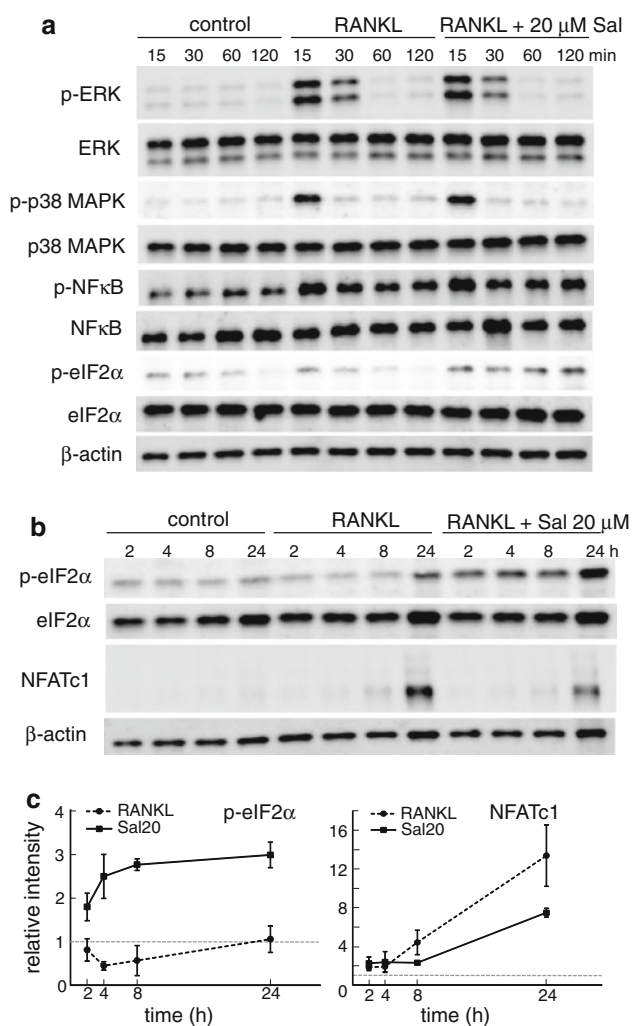 a
control RANKL RANKL + 20 μM Sal
15 30 60 120 15 30 60 120 15 30 60 120 min
p-ERK
ERK
p-p38 MAPK
p38 MAPK
p-NFκB
NFκB
p-eIF2α
eIF2α
β-actin
b
control RANKL RANKL + Sal 20 μM
2 4 8 24 2 4 8 24 2 4 8 24 h
p-eIF2α
eIF2α
NFATc1
β-actin
c
relative intensity
4
3
2
1
0
RANKL
Sal20
p-eIF2α
2 4 8 24
time (h)
16
12
8
4
2
0
RANKL
Sal20
NFATc1
2 4 8 24
time (h)